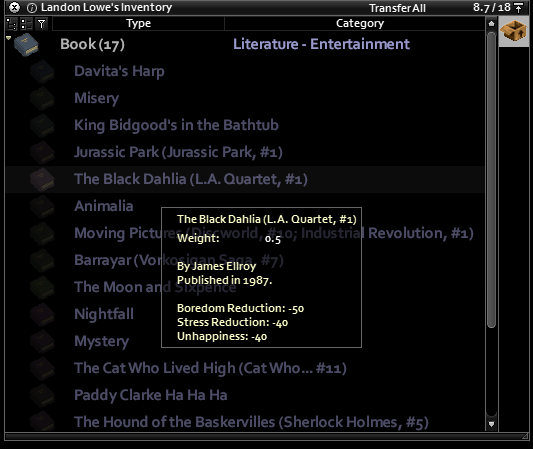 Landon Lowe's Inventory
Transfer All
8.7 / 18
Type
Category
Book (17)
Literature - Entertainment
Davita's Harp
Misery
King Bidgood's in the Bathtub
Jurassic Park (Jurassic Park, #1)
The Black Dahlia (L.A. Quartet, #1)
Animalia
Moving Pictures (Discworld, #10; Industrial Revolution, #1)
Barrayar (Vorkosigan Saga, #7)
The Moon and Sixpence
Nightfall
Mystery
The Cat Who Lived High (Cat Who... #11)
Paddy Clarke Ha Ha Ha
The Hound of the Baskervilles (Sherlock Holmes, #5)
The Black Dahlia (L.A. Quartet, #1)
Weight: 0.5
By James Ellroy
Published in 1987.
Boredom Reduction: -50
Stress Reduction: -40
Unhappiness: -40